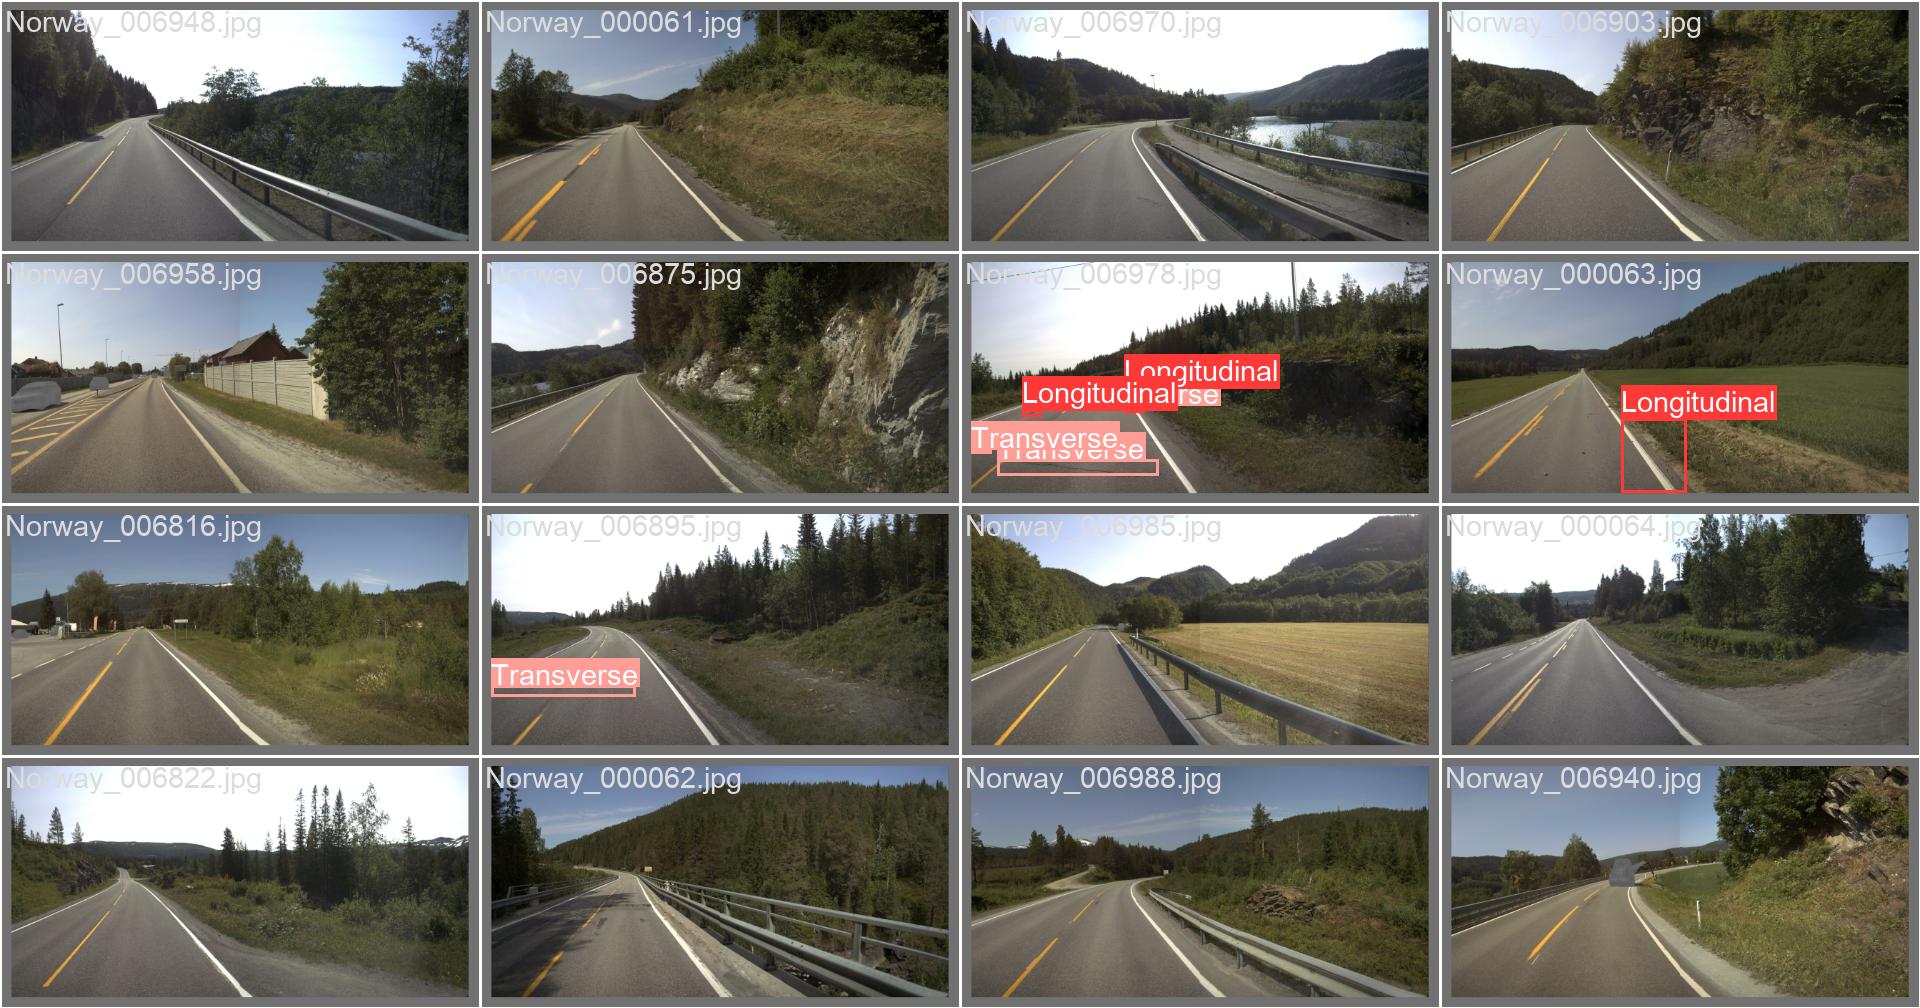 Norway_006948.jpg
Norway_000061.jpg
Norway_006970.jpg
Norway_006903.jpg
Norway_006958.jpg
Norway_006875.jpg
Norway_006978.jpg
Norway_000063.jpg
Longitudinal
Longitudinal
rse
Longitudinal
Transverse
Transverse
Norway_006816.jpg
Norway_006895.jpg
Norway_006985.jpg
Norway_000064.jpg
Transverse
Norway_006822.jpg
Norway_000062.jpg
Norway_006988.jpg
Norway_006940.jpg